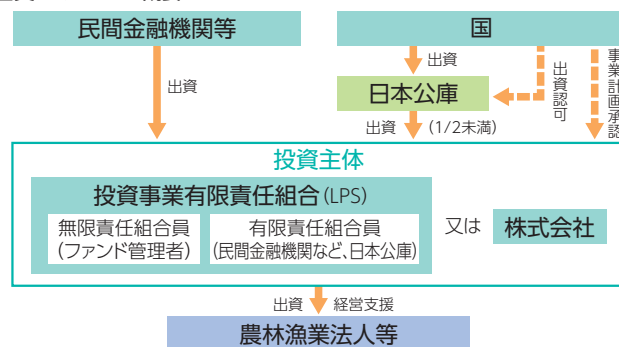 民間金融機関等
国
出資
出資
出資認可
事業計画承認
日本公庫
出資
(1/2未満)
投資主体
投資事業有限責任組合(LPS)
無限責任組合員
(ファンド管理者)
有限責任組合員
(民間金融機関など、日本公庫)
又は
株式会社
出資
経営支援
農林漁業法人等